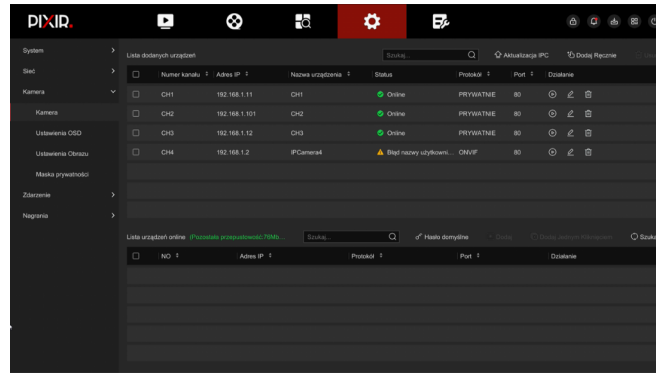 PIXIR.
System
Sieć
Kamera
Kamera
Ustawienia OSD
Ustawienia Obrazu
Maska prywatności
Zdarzenie
Nagrania
Lista dodanych urządzeń Szukaj... Aktualizacja IPC Dodaj Ręcznie
Numer kanału Adres IP Nazwa urządzenia Status Protokół Port Działanie
CH1 192.168.1.11 CH1 Online PRYWATNIE 80
CH2 192.168.1.101 CH2 Online PRYWATNIE 80
CH3 192.168.1.12 CH3 Online PRYWATNIE 80
CH4 192.168.1.2 IPCamera4 Błąd nazwy użytkowni... ONVIF 80
Lista urządzeń online (Pozostała przepustowość:79Mb... Szukaj... Hasło domyślne Dodaj Dodaj Jednym Kliknięciem Szuka
NO Adres IP Protokół Port Działanie